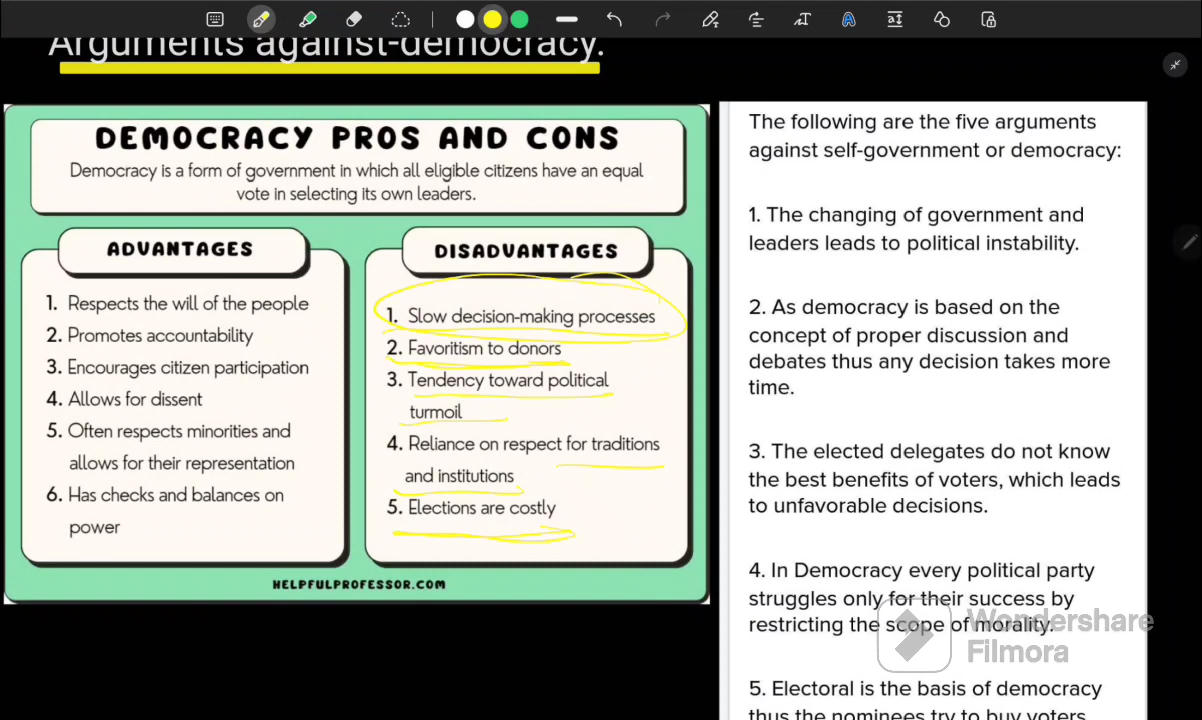 Arguments against-democracy.
DEMOCRACY PROS AND CONS
Democracy is a form of government in which all eligible citizens have an equal
vote in selecting its own leaders.
ADVANTAGES
1. Respects the will of the people
2. Promotes accountability
3. Encourages citizen participation
4. Allows for dissent
5. Often respects minorities and
allows for their representation
6. Has checks and balances on
power
DISADVANTAGES
1. Slow decision-making processes
2. Favoritism to donors
3. Tendency toward political
turmoil
4. Reliance on respect for traditions
and institutions
5. Elections are costly
HELPFULPROFESSOR.COM
The following are the five arguments
against self-government or democracy:
1. The changing of government and
leaders leads to political instability.
2. As democracy is based on the
concept of proper discussion and
debates thus any decision takes more
time.
3. The elected delegates do not know
the best benefits of voters, which leads
to unfavorable decisions.
4. In Democracy every political party
struggles only for their success by
restricting the scope of morality.
5. Electoral is the basis of democracy
thus the nominees try to buy voters
Wondershare
Filmora